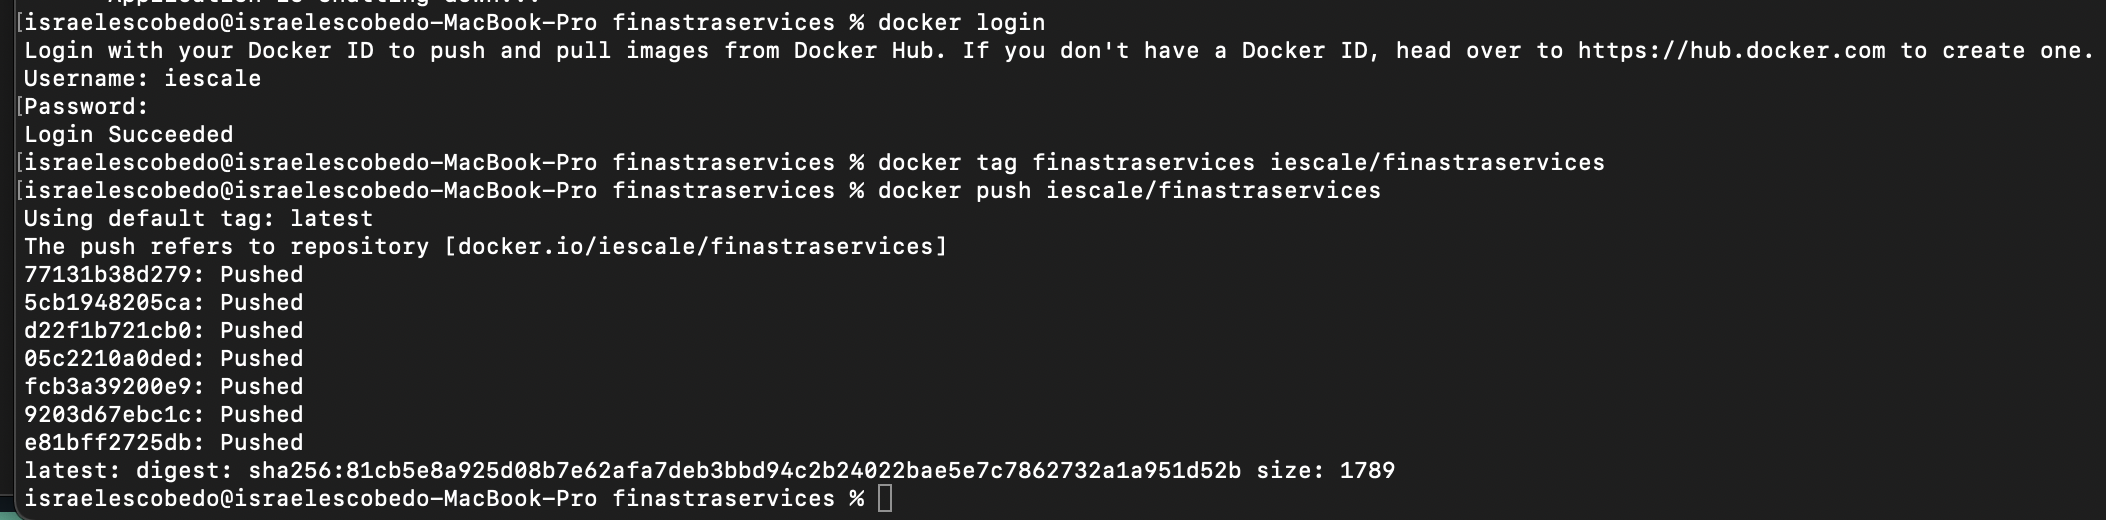 Application is shutting down...
[israelescobedo@israelescobedo-MacBook-Pro finastraservices % docker login
Login with your Docker ID to push and pull images from Docker Hub. If you don't have a Docker ID, head over to https://hub.docker.com to create one.
Username: iescale
[Password:
Login Succeeded
[israelescobedo@israelescobedo-MacBook-Pro finastraservices % docker tag finastraservices iescale/finastraservices
[israelescobedo@israelescobedo-MacBook-Pro finastraservices % docker push iescale/finastraservices
Using default tag: latest
The push refers to repository [docker.io/iescale/finastraservices]
77131b38d279: Pushed
5cb1948205ca: Pushed
d22f1b721cb0: Pushed
05c2210a0ded: Pushed
fcb3a39200e9: Pushed
9203d67ebc1c: Pushed
e81bff2725db: Pushed
latest: digest: sha256:81cb5e8a925d08b7e62afa7deb3bbd94c2b24022bae5e7c7862732a1a951d52b size: 1789
israelescobedo@israelescobedo-MacBook-Pro finastraservices %